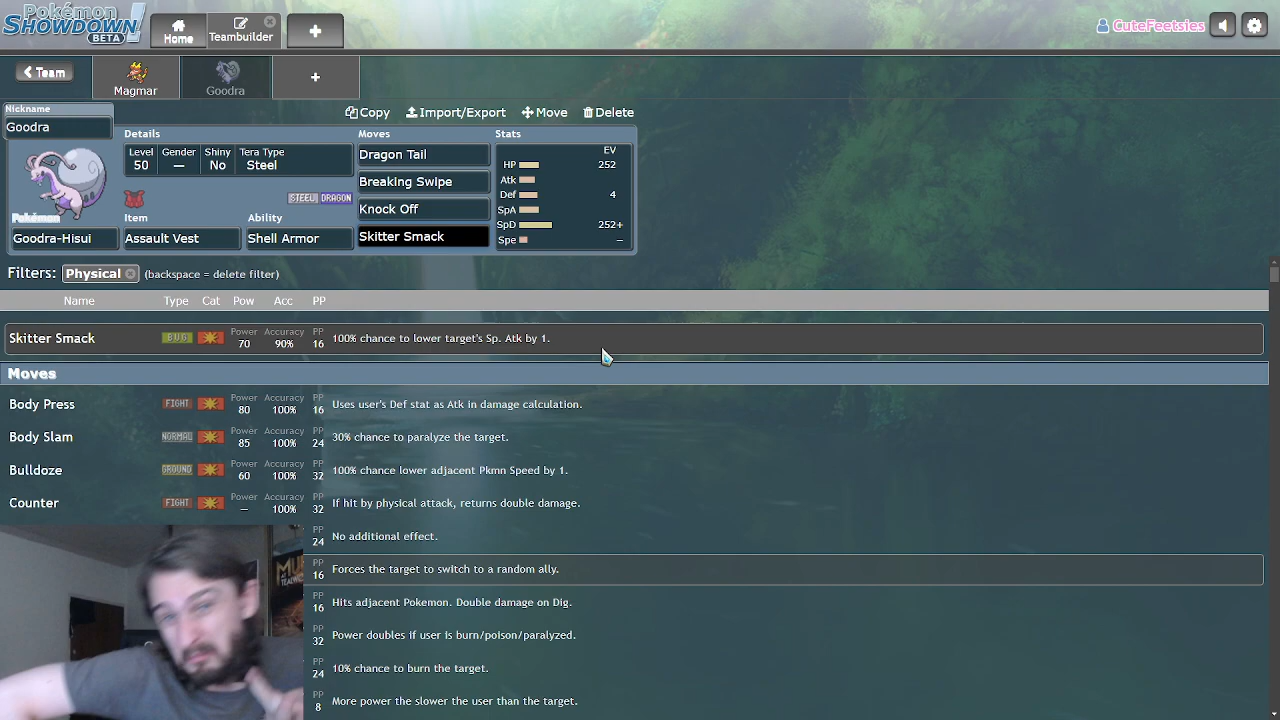 Pokémon
SHOWDOWN!
BETA
Home
Teambuilder
+
CuteFeetsies
Team
Magmar
Goodra
+
Nickname
Goodra
Copy
Import/Export
Move
Delete
Details
Level
50
Gender
—
Shiny
No
Tera Type
Steel
STEEL
DRAGON
Pokémon
Goodra-Hisui
Item
Assault Vest
Ability
Shell Armor
Moves
Dragon Tail
Breaking Swipe
Knock Off
Skitter Smack
Stats
EV
HP 252
Atk
Def 4
SpA
SpD 252+
Spe –
Filters: Physical (backspace = delete filter)
Name Type Cat Pow Acc PP
Skitter Smack BUG Power 70 Accuracy 90% PP 16 100% chance to lower target's Sp. Atk by 1.
Moves
Body Press FIGHT Power 80 Accuracy 100% PP 16 Uses user's Def stat as Atk in damage calculation.
Body Slam NORMAL Power 85 Accuracy 100% PP 24 30% chance to paralyze the target.
Bulldoze GROUND Power 60 Accuracy 100% PP 32 100% chance lower adjacent Pkmn Speed by 1.
Counter FIGHT Power — Accuracy 100% PP 32 If hit by physical attack, returns double damage.
PP 24 No additional effect.
PP 16 Forces the target to switch to a random ally.
PP 16 Hits adjacent Pokemon. Double damage on Dig.
PP 32 Power doubles if user is burn/poison/paralyzed.
PP 24 10% chance to burn the target.
PP 8 More power the slower the user than the target.